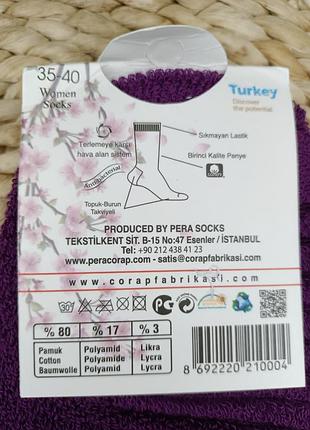 35-40
Women
Socks
Turkey
Discover
the potential
Terlemeye karşı
hava alan sistem
Antibacterial
Sıkmayan Lastik
Birinci Kalite Penye
Topuk-Burun
Takviyeli
PRODUCED BY PERA SOCKS
TEKSTİLKENT SİT. B-15 No:47 Esenler / İSTANBUL
Tel: +90 212 438 41 23
www.peracorap.com - satis@corapfabrikasi.com
www.corapfabrikasi.com
30
PG
% 80 % 17 % 3
Pamuk Polyamid Likra
Cotton Polyamide Lycra
Baumwolle Polyamid Lycra
8 692220 210004